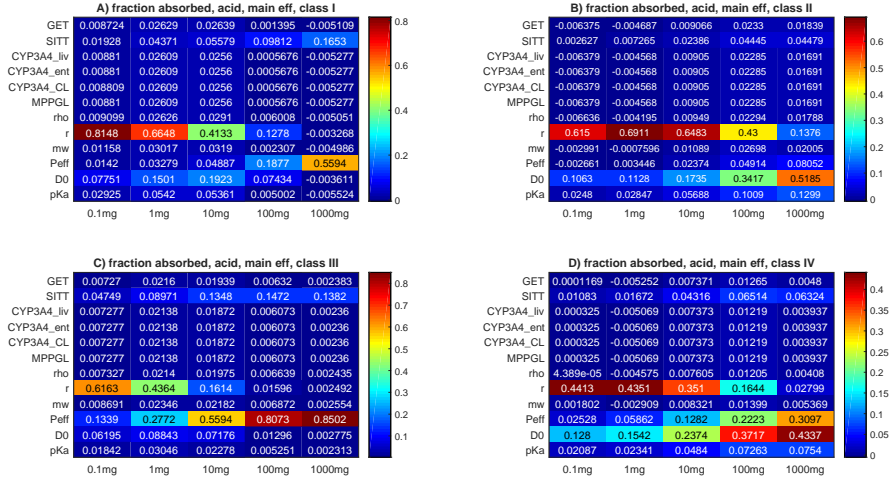 A) fraction absorbed, acid, main eff, class I
GET 0.008724 0.02629 0.02639 0.001395 -0.005109
SITT 0.01928 0.04371 0.05579 0.09812 0.1653
CYP3A4_liv 0.00881 0.02609 0.0256 0.0005676 -0.005277
CYP3A4_ent 0.00881 0.02609 0.0256 0.0005676 -0.005277
CYP3A4_CL 0.00809 0.02609 0.0256 0.0005676 -0.005277
MPPGL 0.00881 0.02609 0.0256 0.0005676 -0.005277
rho 0.009099 0.02626 0.0291 0.006008 -0.005051
r 0.8148 0.6648 0.4133 0.1278 -0.003268
mw 0.01158 0.03017 0.0319 0.002307 -0.004986
Peff 0.0142 0.03279 0.04887 0.1877 0.5594
D0 0.07751 0.1501 0.1923 0.07434 -0.003611
pKa 0.02925 0.0542 0.05361 0.005002 -0.005524
0.1mg 1mg 10mg 100mg 1000mg
0.8
0.6
0.4
0.2
0
B) fraction absorbed, acid, main eff, class II
GET -0.006375 -0.004687 0.009066 0.0233 0.01839
SITT 0.002627 0.007265 0.02386 0.04445 0.04479
CYP3A4_liv -0.006379 -0.004568 0.00905 0.02285 0.01691
CYP3A4_ent -0.006379 -0.004568 0.00905 0.02285 0.01691
CYP3A4_CL -0.006379 -0.004568 0.00905 0.02285 0.01691
MPPGL -0.006379 -0.004568 0.00905 0.02285 0.01691
rho -0.006636 -0.004195 0.00949 0.02294 0.01788
r 0.615 0.6911 0.6483 0.43 0.1376
mw -0.002991 -0.0007596 0.01089 0.02698 0.02005
Peff -0.002661 0.003446 0.02374 0.04914 0.08052
D0 0.1063 0.1128 0.1735 0.3417 0.5185
pKa 0.0248 0.02847 0.05688 0.1009 0.1299
0.1mg 1mg 10mg 100mg 1000mg
0.6
0.5
0.4
0.3
0.2
0.1
0
C) fraction absorbed, acid, main eff, class III
GET 0.00727 0.0216 0.01939 0.00632 0.002383
SITT 0.04749 0.08971 0.1348 0.1472 0.1382
CYP3A4_liv 0.007277 0.02138 0.01872 0.006073 0.00236
CYP3A4_ent 0.007277 0.02138 0.01872 0.006073 0.00236
CYP3A4_CL 0.007277 0.02138 0.01872 0.006073 0.00236
MPPGL 0.007277 0.02138 0.01872 0.006073 0.00236
rho 0.007327 0.0214 0.01975 0.006639 0.002435
r 0.6163 0.4364 0.1614 0.01596 0.002492
mw 0.008691 0.02346 0.02182 0.006872 0.002554
Peff 0.1339 0.2772 0.5594 0.8073 0.8502
D0 0.06195 0.08843 0.07176 0.01296 0.002775
pKa 0.01842 0.03046 0.02278 0.005251 0.002313
0.1mg 1mg 10mg 100mg 1000mg
0.8
0.7
0.6
0.5
0.4
0.3
0.2
0.1
D) fraction absorbed, acid, main eff, class IV
GET 0.0001169 -0.005252 0.007371 0.01265 0.0048
SITT 0.01083 0.01672 0.04316 0.06514 0.06324
CYP3A4_liv 0.000325 -0.005069 0.007373 0.01219 0.003937
CYP3A4_ent 0.000325 -0.005069 0.007373 0.01219 0.003937
CYP3A4_CL 0.000325 -0.005069 0.007373 0.01219 0.003937
MPPGL 0.000325 -0.005069 0.007373 0.01219 0.003937
rho 4.389e-05 -0.004575 0.007605 0.01205 0.00408
r 0.4413 0.4351 0.351 0.1644 0.02799
mw 0.001802 -0.002909 0.008321 0.01399 0.005369
Peff 0.02528 0.05862 0.1282 0.2223 0.3097
D0 0.128 0.1542 0.2374 0.3717 0.4337
pKa 0.02087 0.02341 0.0484 0.07263 0.0754
0.1mg 1mg 10mg 100mg 1000mg
0.4
0.35
0.3
0.25
0.2
0.15
0.1
0.05
0